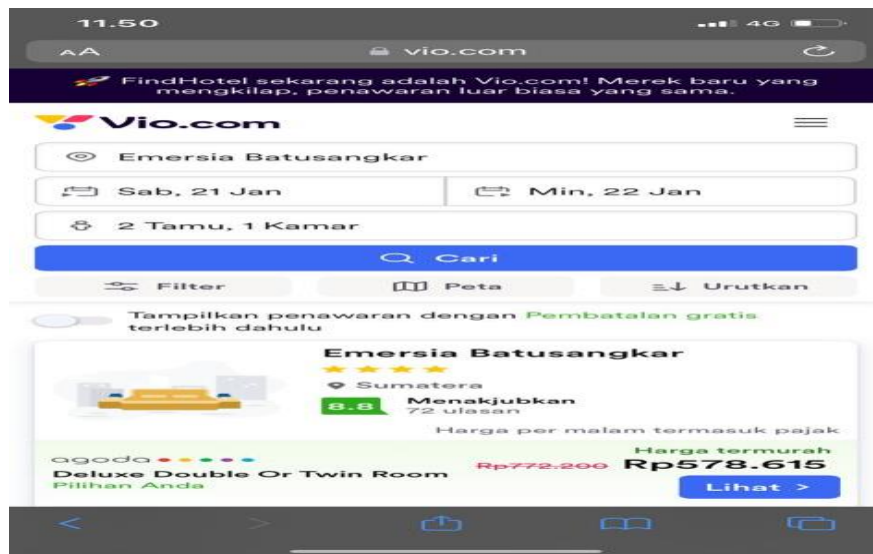 11.50
4G
AA
vio.com
FindHotel sekarang adalah Vio.com! Merek baru yang
mengkilap, penawaran luar biasa yang sama.
Vio.com
Emersia Batusangkar
Sab, 21 Jan
Min, 22 Jan
2 Tamu, 1 Kamar
Cari
Filter
Peta
Urutkan
Tampilkan penawaran dengan Pembatalan gratis
terlebih dahulu
Emersia Batusangkar
Sumatera
8.8
Menakjubkan
72 ulasan
Harga per malam termasuk pajak
agoda
Deluxe Double Or Twin Room
Pilihan Anda
Harga termurah
Rp772.200 Rp578.615
Lihat >